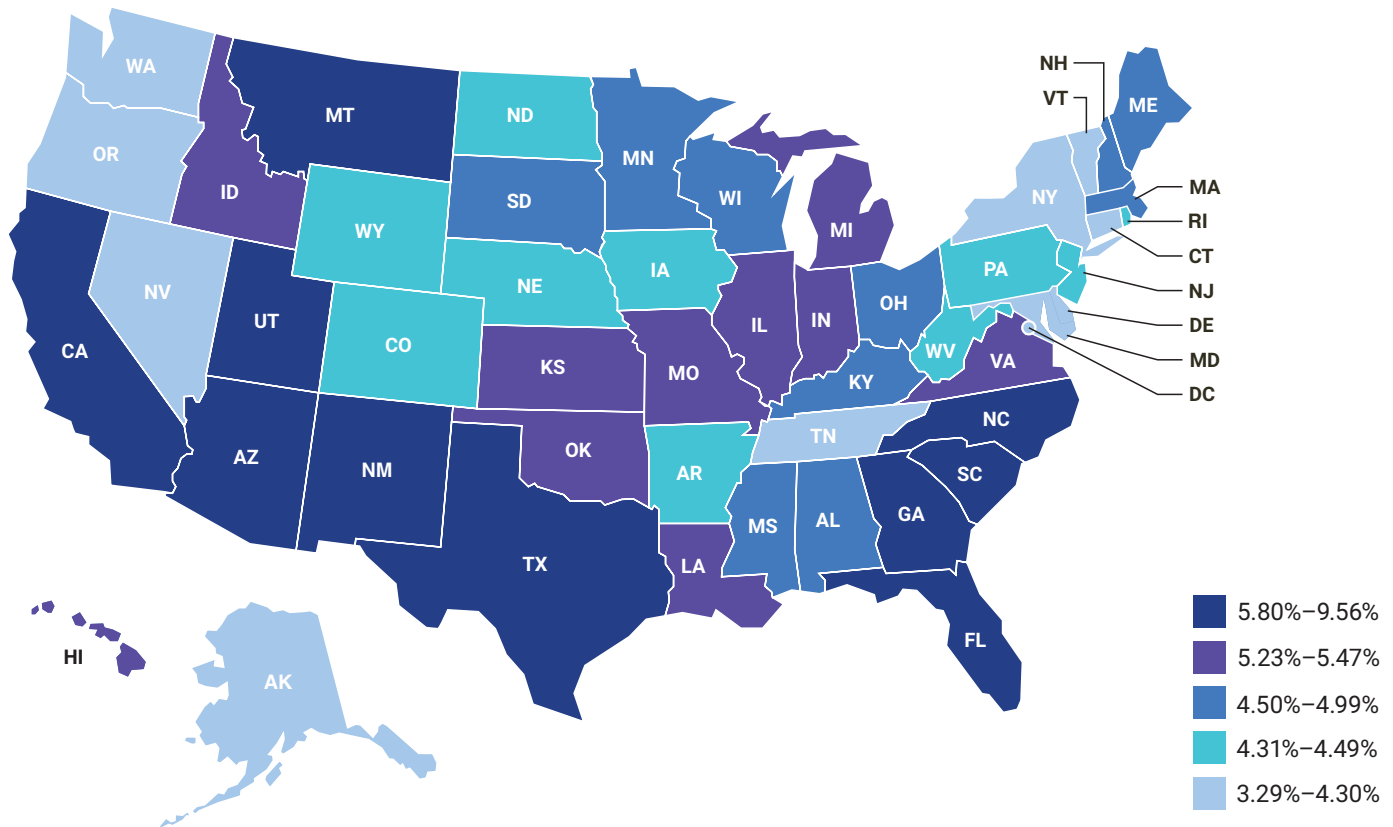 WA
MT
ND
MN
ME
NH
VT
OR
ID
SD
WI
NY
MA
WY
MI
RI
CT
NE
IA
PA
NJ
NV
UT
CO
IL
IN
OH
DE
CA
KS
MO
WV
VA
MD
KY
DC
AZ
NM
OK
AR
TN
NC
SC
TX
LA
MS
AL
GA
FL
HI
AK
5.80%–9.56%
5.23%–5.47%
4.50%–4.99%
4.31%–4.49%
3.29%–4.30%